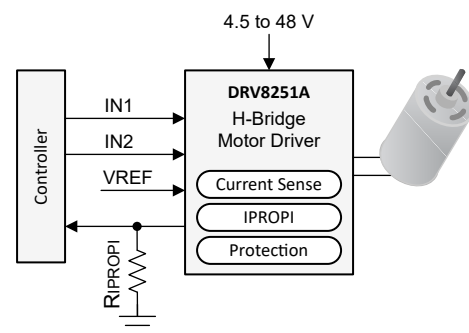 4.5 to 48 V
DRV8251A
H-Bridge
Motor Driver
Controller
IN1
IN2
VREF
Current Sense
IPROPI
Protection
RIPROPI